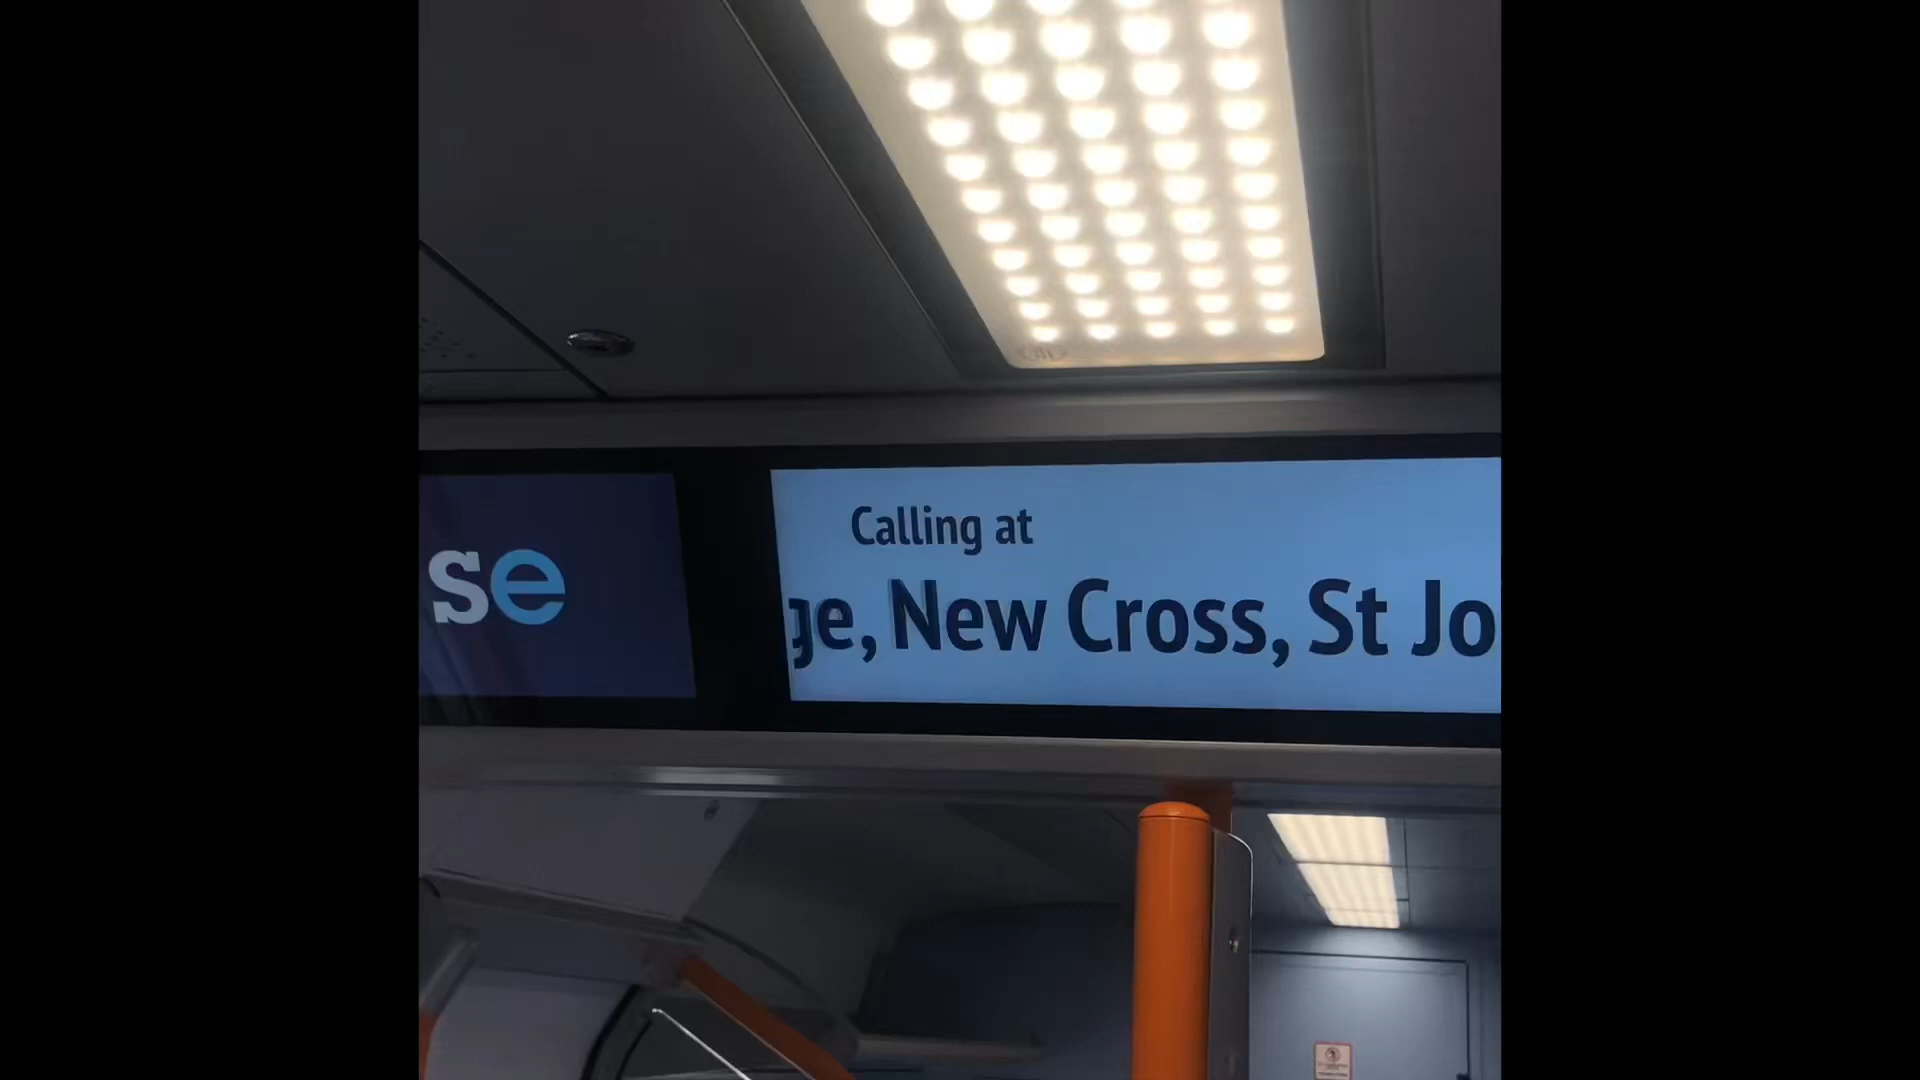 se
Calling at
ge, New Cross, St Jo